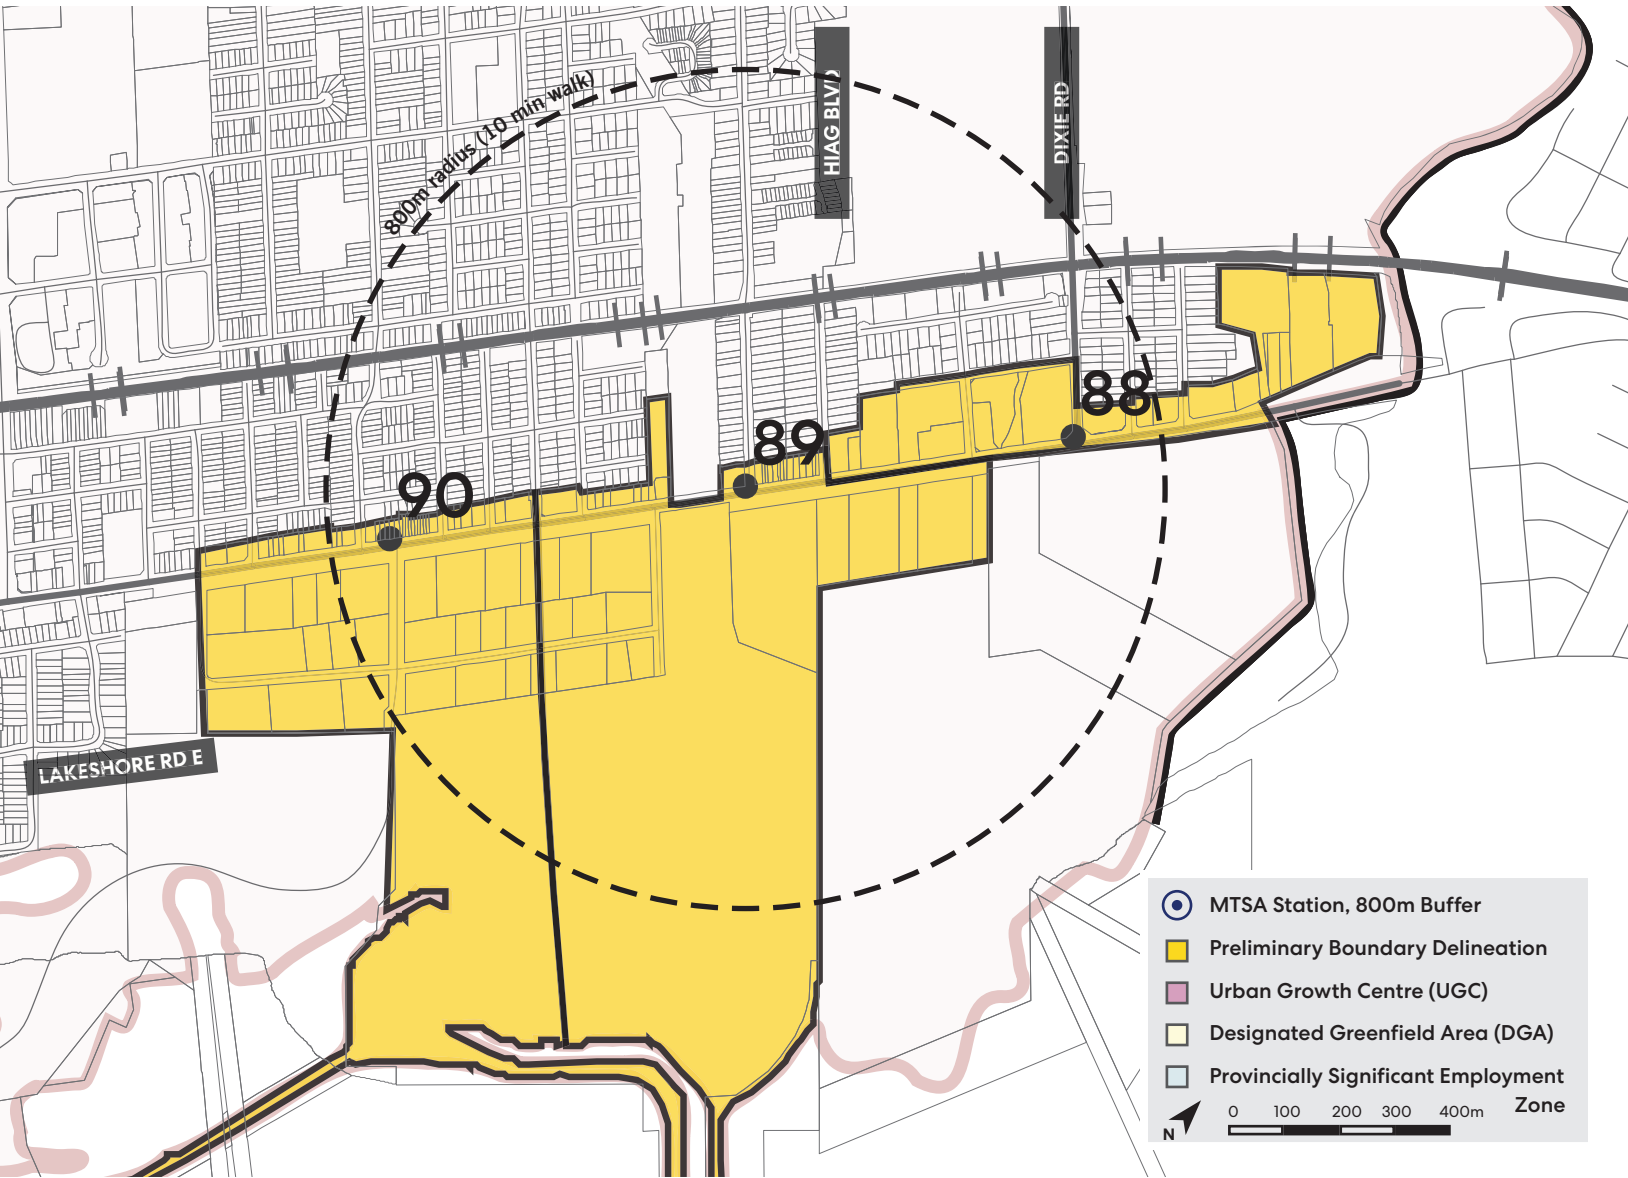 HIAG BLVD
DIXIE RD
800m radius (10 min walk)
88
89
90
LAKESHORE RD E
MTSA Station, 800m Buffer
Preliminary Boundary Delineation
Urban Growth Centre (UGC)
Designated Greenfield Area (DGA)
Provincially Significant Employment
Zone
N
0 100 200 300 400m